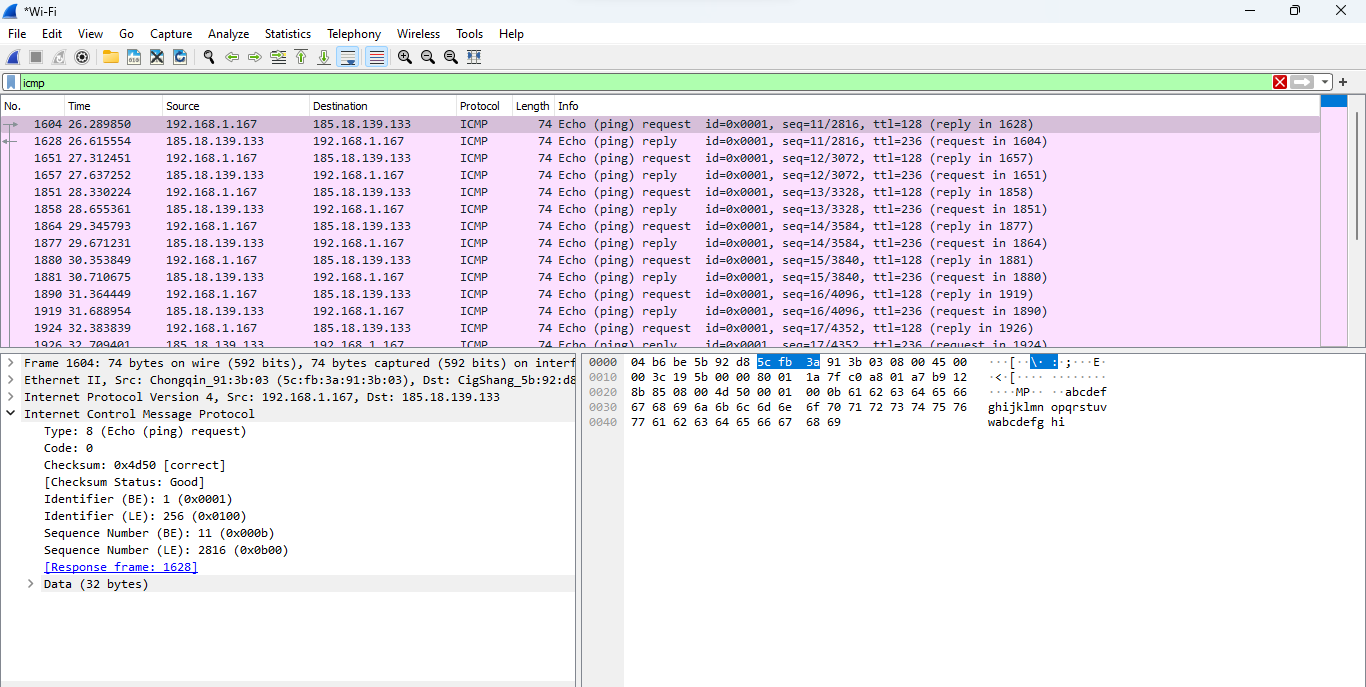 *Wi-Fi
File Edit View Go Capture Analyze Statistics Telephony Wireless Tools Help
icmp
No. Time Source Destination Protocol Length Info
1604 26.289850 192.168.1.167 185.18.139.133 ICMP 74 Echo (ping) request id=0x0001, seq=11/2816, ttl=128 (reply in 1628)
1628 26.615554 185.18.139.133 192.168.1.167 ICMP 74 Echo (ping) reply id=0x0001, seq=11/2816, ttl=236 (request in 1604)
1651 27.312451 192.168.1.167 185.18.139.133 ICMP 74 Echo (ping) request id=0x0001, seq=12/3072, ttl=128 (reply in 1657)
1657 27.637252 185.18.139.133 192.168.1.167 ICMP 74 Echo (ping) reply id=0x0001, seq=12/3072, ttl=236 (request in 1651)
1851 28.330224 192.168.1.167 185.18.139.133 ICMP 74 Echo (ping) request id=0x0001, seq=13/3328, ttl=128 (reply in 1858)
1858 28.655361 185.18.139.133 192.168.1.167 ICMP 74 Echo (ping) reply id=0x0001, seq=13/3328, ttl=236 (request in 1851)
1864 29.345793 192.168.1.167 185.18.139.133 ICMP 74 Echo (ping) request id=0x0001, seq=14/3584, ttl=128 (reply in 1877)
1877 29.671231 185.18.139.133 192.168.1.167 ICMP 74 Echo (ping) reply id=0x0001, seq=14/3584, ttl=236 (request in 1864)
1880 30.353849 192.168.1.167 185.18.139.133 ICMP 74 Echo (ping) request id=0x0001, seq=15/3840, ttl=128 (reply in 1881)
1881 30.710675 185.18.139.133 192.168.1.167 ICMP 74 Echo (ping) reply id=0x0001, seq=15/3840, ttl=236 (request in 1880)
1890 31.364449 192.168.1.167 185.18.139.133 ICMP 74 Echo (ping) request id=0x0001, seq=16/4096, ttl=128 (reply in 1919)
1919 31.688954 185.18.139.133 192.168.1.167 ICMP 74 Echo (ping) reply id=0x0001, seq=16/4096, ttl=236 (request in 1890)
1924 32.383839 192.168.1.167 185.18.139.133 ICMP 74 Echo (ping) request id=0x0001, seq=17/4352, ttl=128 (reply in 1926)
1926 32.709401 185.18.139.133 192.168.1.167 ICMP 74 Echo (ping) reply id=0x0001, seq=17/4352, ttl=236 (request in 1924)
Frame 1604: 74 bytes on wire (592 bits), 74 bytes captured (592 bits) on interf
Ethernet II, Src: Chongqin_91:3b:03 (5c:fb:3a:91:3b:03), Dst: CigShang_5b:92:d8
Internet Protocol Version 4, Src: 192.168.1.167, Dst: 185.18.139.133
Internet Control Message Protocol
Type: 8 (Echo (ping) request)
Code: 0
Checksum: 0x4d50 [correct]
[Checksum Status: Good]
Identifier (BE): 1 (0x0001)
Identifier (LE): 256 (0x0100)
Sequence Number (BE): 11 (0x000b)
Sequence Number (LE): 2816 (0x0b00)
[Response frame: 1628]
Data (32 bytes)
0000 04 b6 be 5b 92 d8 5c fb 3a 91 3b 03 08 00 45 00 ···[··\· :·;···E·
0010 00 3c 19 5b 00 00 80 01 1a 7f c0 a8 01 a7 b9 12 ·<·[···· ········
0020 8b 85 08 00 4d 50 00 01 00 0b 61 62 63 64 65 66 ····MP·· ··abcdef
0030 67 68 69 6a 6b 6c 6d 6e 6f 70 71 72 73 74 75 76 ghijklmn opqrstuv
0040 77 61 62 63 64 65 66 67 68 69 wabcdefg hi